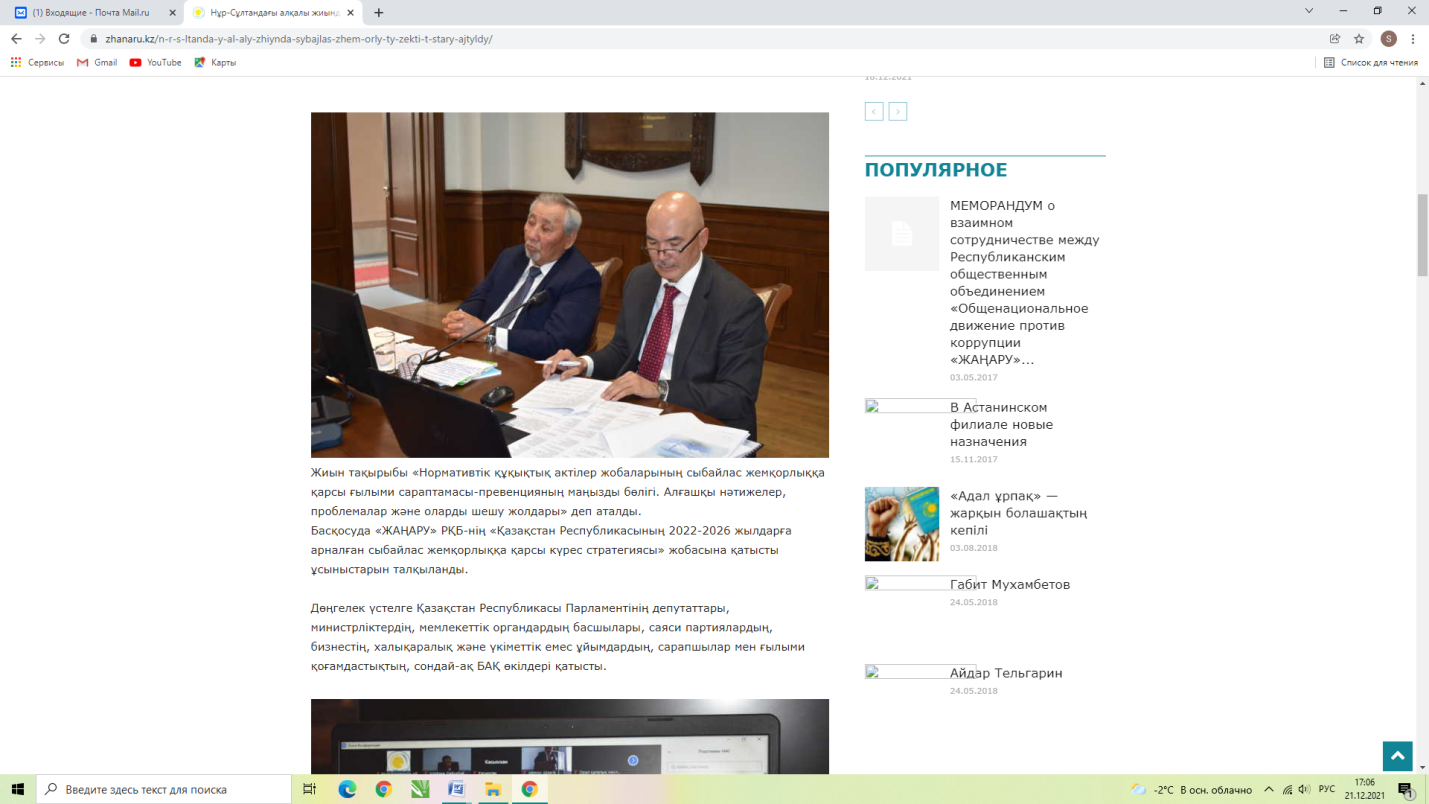 (1) Входящие - Почта Mail.ru
Нұр-Сұлтандағы алқалы жиынд
zhanaru.kz/n-r-s-ltanda-y-al-aly-zhiynda-sybajlas-zhem-orly-ty-zekti-t-stary-ajtyldy/
S
Сервисы
Gmail
YouTube
Карты
Список для чтения
16.12.2021
ПОПУЛЯРНОЕ
МЕМОРАНДУМ о
взаимном
сотрудничестве между
Республиканским
общественным
объединением
«Общенациональное
движение против
коррупции
«ЖАҢАРУ»...
03.05.2017
В Астанинском
филиале новые
назначения
15.11.2017
«Адал ұрпақ» —
жарқын болашақтың
кепілі
03.08.2018
Габит Мухамбетов
24.05.2018
Айдар Тельгарин
24.05.2018
Жиын тақырыбы «Нормативтік құқықтық актілер жобаларының сыбайлас жемқорлыққа
қарсы ғылыми сараптамасы-превенцияның маңызды бөлігі. Алғашқы нәтижелер,
проблемалар және оларды шешу жолдары» деп аталды.
Басқосуда «ЖАҢАРУ» РҚБ-нің «Қазақстан Республикасының 2022-2026 жылдарға
арналған сыбайлас жемқорлыққа қарсы күрес стратегиясы» жобасына қатысты
ұсыныстарын талқыланды.
Дөңгелек үстелге Қазақстан Республикасы Парламентінің депутаттары,
министрліктердің, мемлекеттік органдардың басшылары, саяси партиялардың,
бизнестің, халықаралық және үкіметтік емес ұйымдардың, сарапшылар мен ғылыми
қоғамдастықтың, сондай-ақ БАҚ өкілдері қатысты.
Введите здесь текст для поиска
-2°C В осн. облачно
РУС
17:06
21.12.2021
1